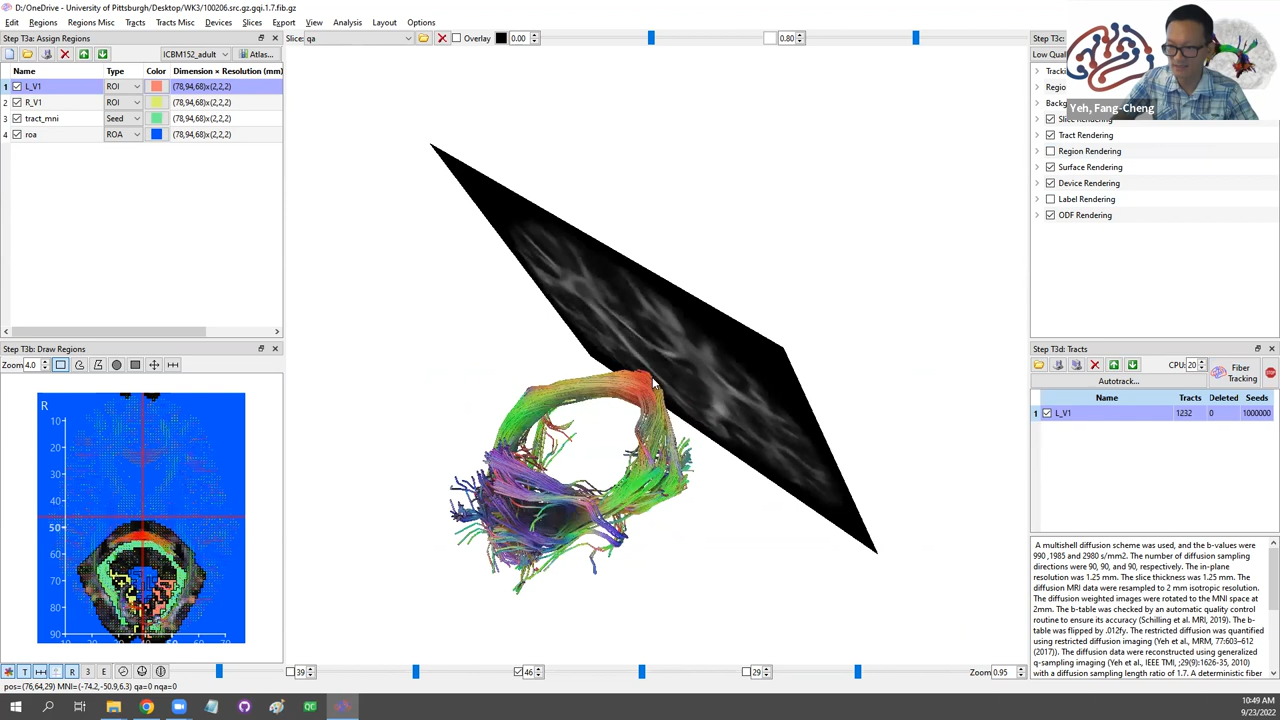 D:/OneDrive - University of Pittsburgh/Desktop/WK3/100206.src.gz.gqi.1.7.fib.gz
Edit Regions Regions Misc Tracts Tracts Misc Devices Slices Export View Analysis Layout Options
Step T3a: Assign Regions
ICBM152_adult Atlas...
Name Type Color Dimension × Resolution (mm)
1 L_V1 ROI (78,94,68)x(2,2,2)
2 R_V1 ROI (78,94,68)x(2,2,2)
3 tract_mni Seed (78,94,68)x(2,2,2)
4 roa ROA (78,94,68)x(2,2,2)
Step T3b: Draw Regions
Zoom 4.0
R
10
20
30
40
50
60
70
80
90
R 3 E
pos=(76,64,29) MNI=(-74.2,-50.9,6.3) qa=0 nqa=0
Slice: qa Overlay 0.00 0.80
39 46 29 Zoom 0.95
Step T3c:
Low Quality
Yeh, Fang-Cheng
Slice Rendering
Tract Rendering
Region Rendering
Surface Rendering
Device Rendering
Label Rendering
ODF Rendering
Step T3d: Tracts
CPU: 20 Fiber Tracking STOP
Autotrack...
Name Tracts Deleted Seeds
1 L_V1 1232 0 1000000
A multishell diffusion scheme was used, and the b-values were
990 ,1985 and 2980 s/mm2. The number of diffusion sampling
directions were 90, 90, and 90, respectively. The in-plane
resolution was 1.25 mm. The slice thickness was 1.25 mm. The
diffusion MRI data were resampled to 2 mm isotropic resolution.
The diffusion weighted images were rotated to the MNI space at
2mm. The b-table was checked by an automatic quality control
routine to ensure its accuracy (Schilling et al. MRI, 2019). The b-
table was flipped by .012fy. The restricted diffusion was quantified
using restricted diffusion imaging (Yeh et al., MRM, 77:603–612
(2017)). The diffusion data were reconstructed using generalized
q-sampling imaging (Yeh et al., IEEE TMI, ;29(9):1626-35, 2010)
with a diffusion sampling length ratio of 1.7. A deterministic fiber
QC
10:49 AM
9/23/2022